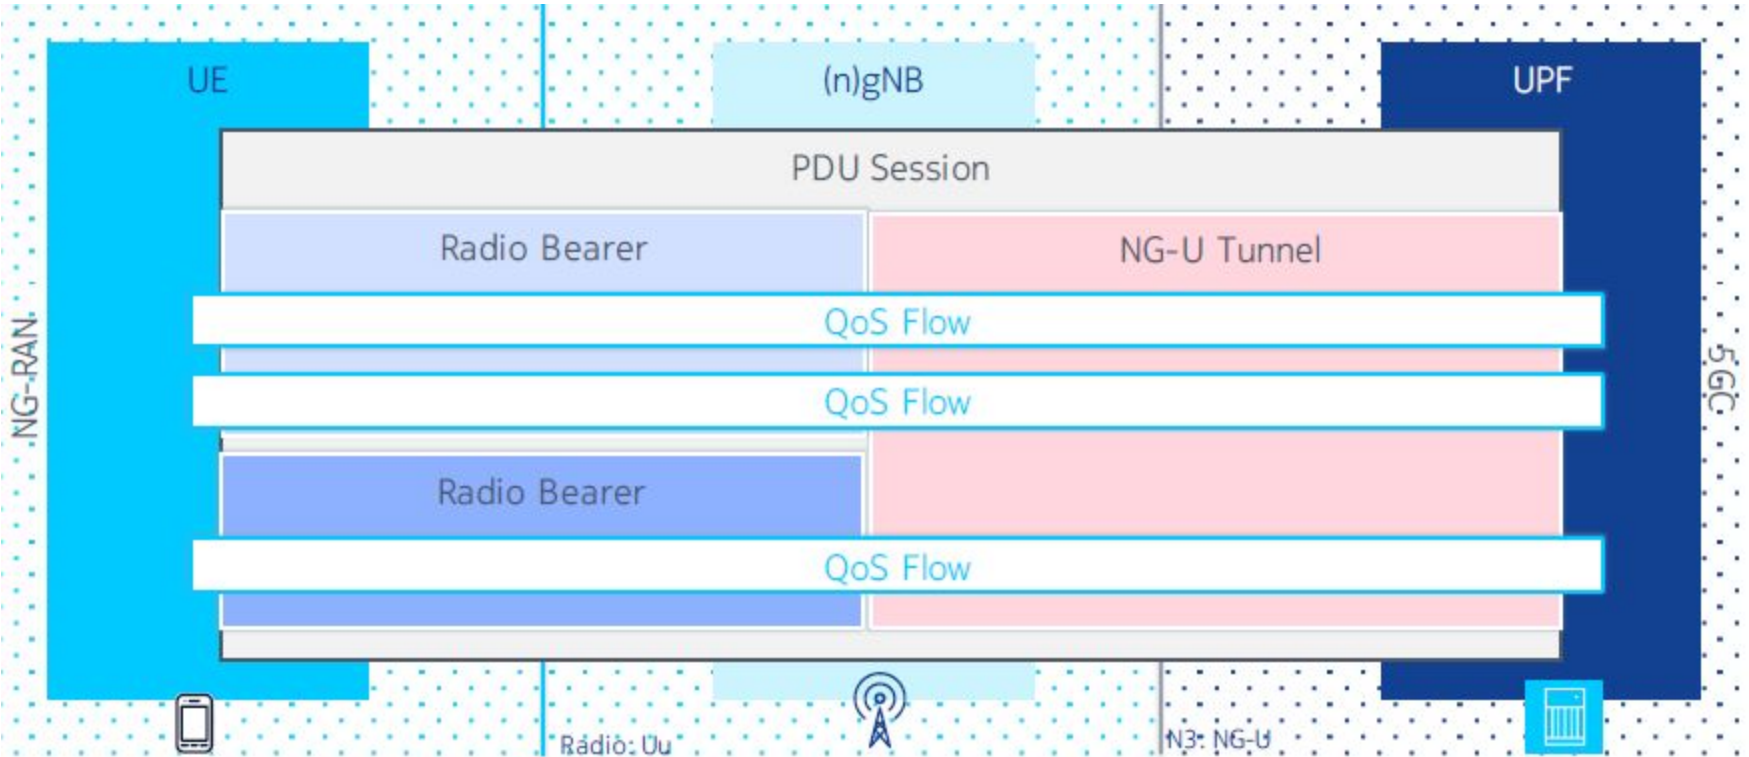 UE
(n)gNB
UPF
PDU Session
Radio Bearer
NG-U Tunnel
QoS Flow
QoS Flow
NG-RAN
5GC
Radio Bearer
QoS Flow
Radio: Uu
N3: NG-U